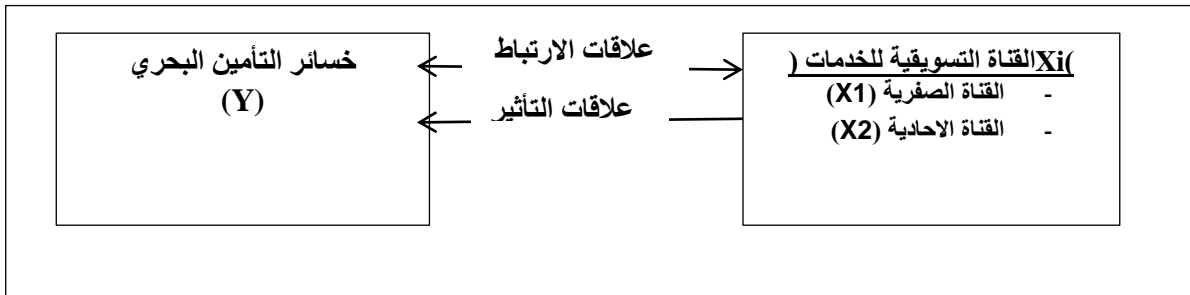 القناة التسويقية للخدمات (Xi)
- القناة الصفرية (X1)
- القناة الاحادية (X2)
علاقات الارتباط
علاقات التأثير
خسائر التأمين البحري
(Y)